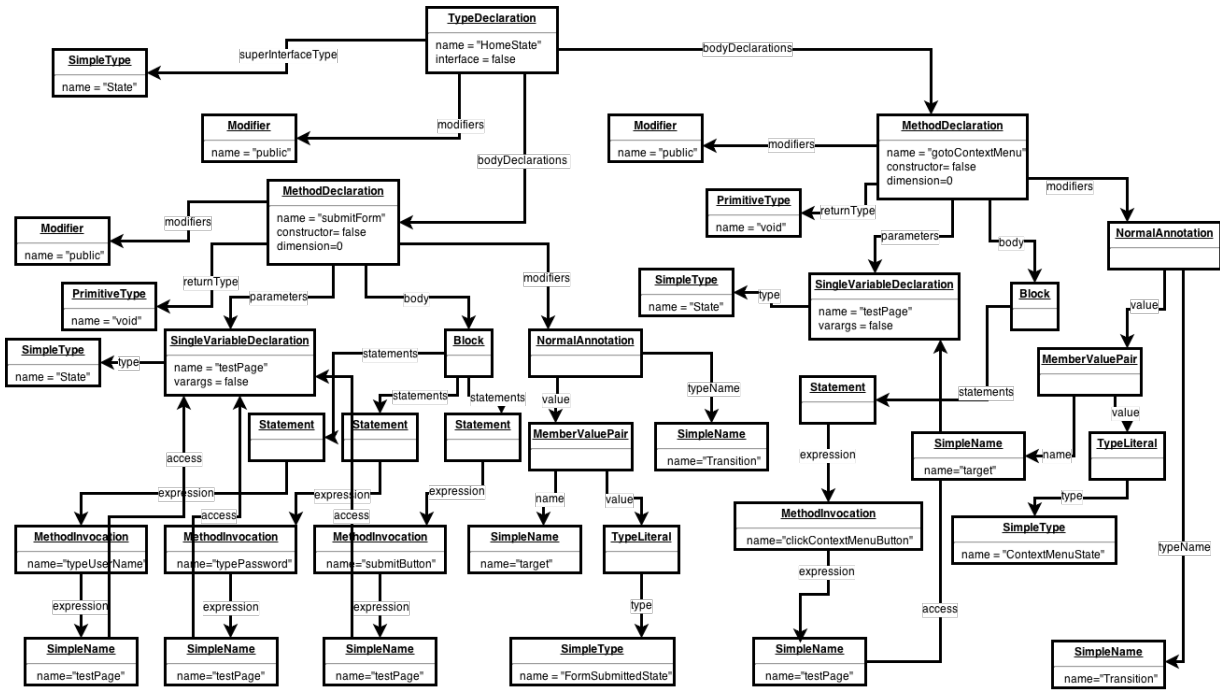 TypeDeclaration
name = "HomeState"
interface = false
superInterfaceType
bodyDeclarations
SimpleType
name = "State"
modifiers
Modifier
name = "public"
bodyDeclarations
Modifier
name = "public"
modifiers
MethodDeclaration
name = "gotoContextMenu"
constructor= false
dimension=0
modifiers
MethodDeclaration
name = "submitForm"
constructor= false
dimension=0
modifiers
Modifier
name = "public"
PrimitiveType
name = "void"
returnType
parameters
body
NormalAnnotation
returnType
PrimitiveType
name = "void"
parameters
body
modifiers
SimpleType
name = "State"
type
SingleVariableDeclaration
name = "testPage"
varargs = false
Block
value
SimpleType
name = "State"
type
SingleVariableDeclaration
name = "testPage"
varargs = false
Block
statements
statements
statements
NormalAnnotation
value
typeName
Statement
statements
MemberValuePair
name
value
Statement
Statement
Statement
MemberValuePair
SimpleName
name="Transition"
SimpleName
name="target"
TypeLiteral
access
expression
expression
expression
name
value
expression
type
SimpleType
name = "ContextMenuState"
access
access
MethodInvocation
name="typeUserName"
MethodInvocation
name="typePassword"
MethodInvocation
name="submitButton"
SimpleName
name="target"
TypeLiteral
MethodInvocation
name="clickContextMenuButton"
typeName
expression
expression
expression
type
expression
access
SimpleName
name="testPage"
SimpleName
name="testPage"
SimpleName
name="testPage"
SimpleType
name = "FormSubmittedState"
SimpleName
name="testPage"
SimpleName
name="Transition"